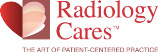 Radiology
Cares™
THE ART OF PATIENT-CENTERED PRACTICE